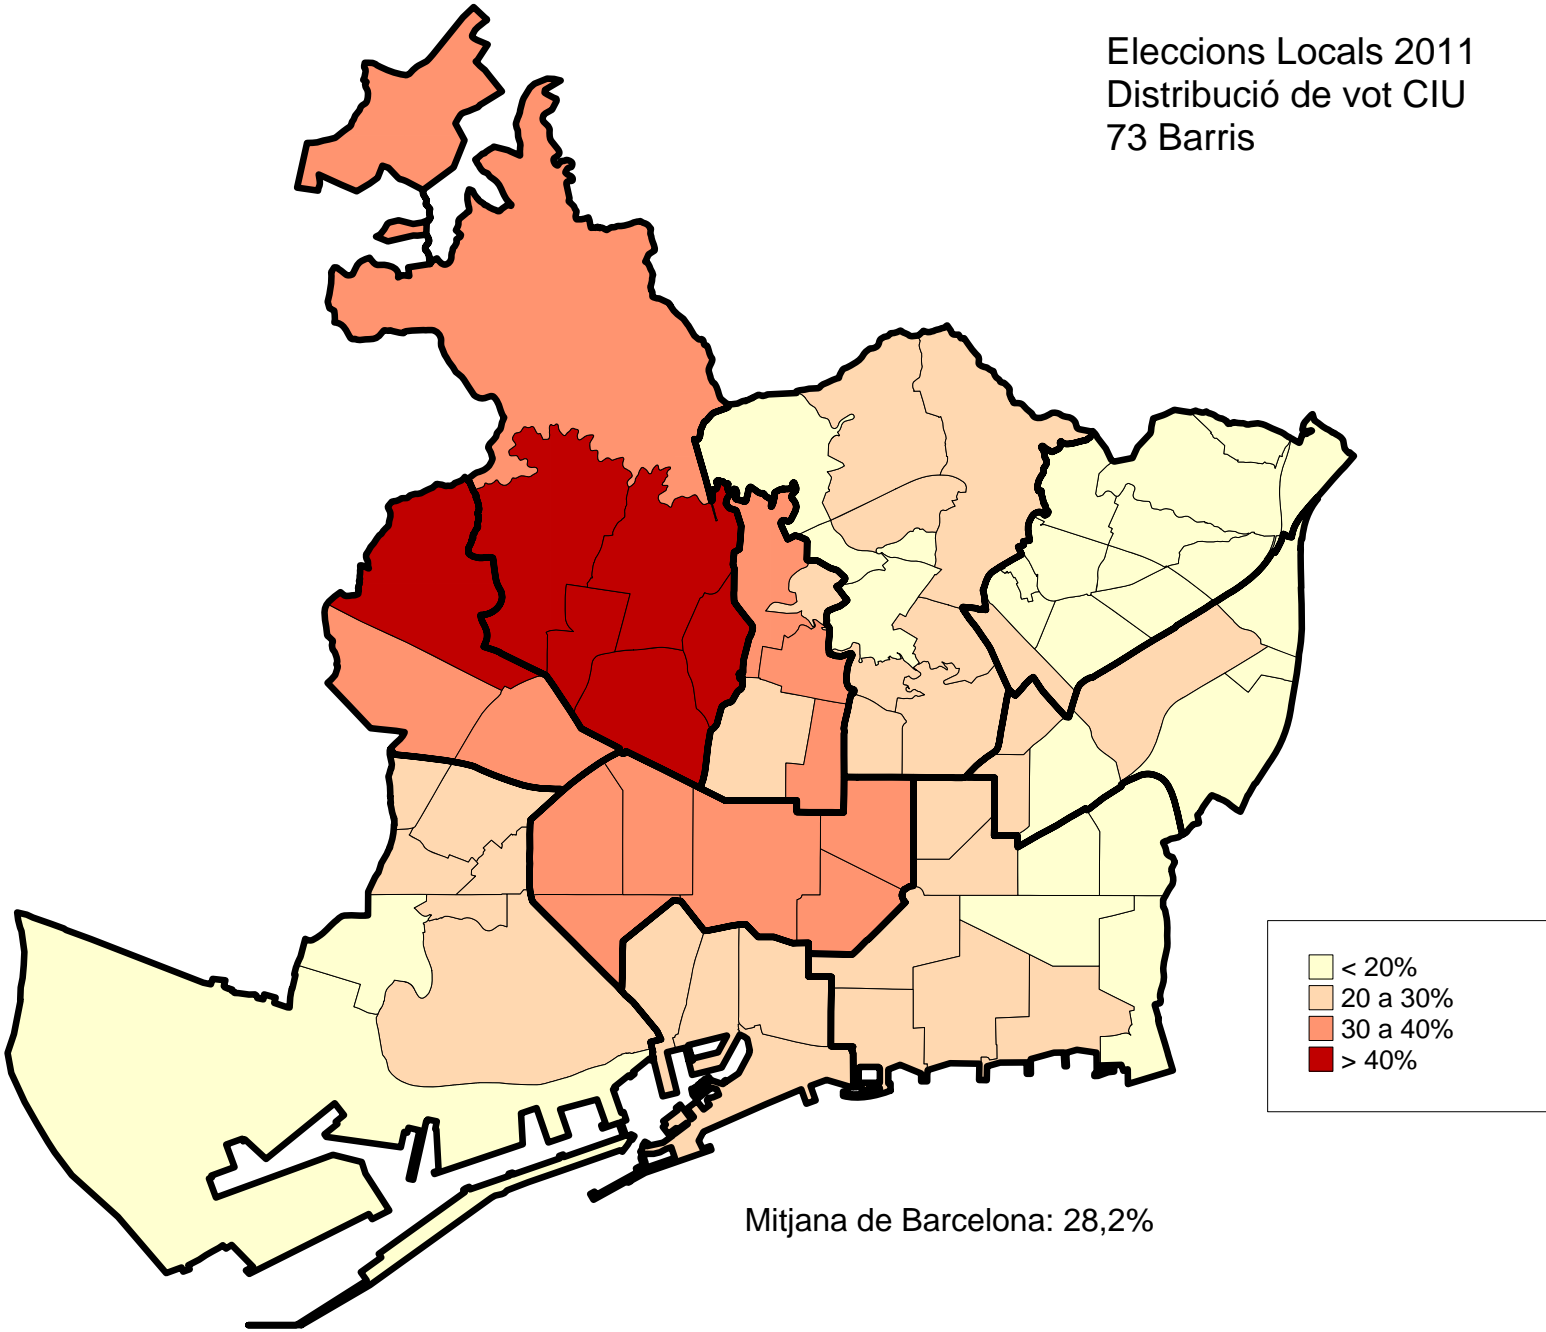 Eleccions Locals 2011
Distribució de vot CIU
73 Barris
< 20%
20 a 30%
30 a 40%
> 40%
Mitjana de Barcelona: 28,2%